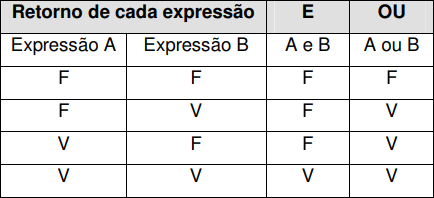 Retorno de cada expressão E OU
Expressão A Expressão B A e B A ou B
F F F F
F V F V
V F F V
V V V V